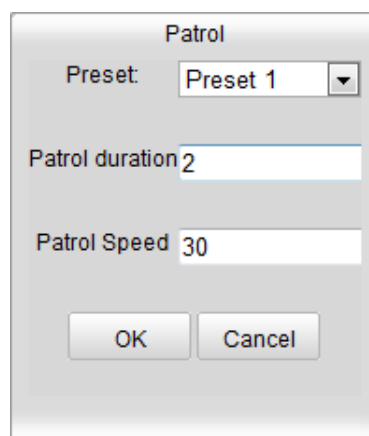 Patrol
Preset: Preset 1
Patrol duration 2
Patrol Speed 30
OK Cancel